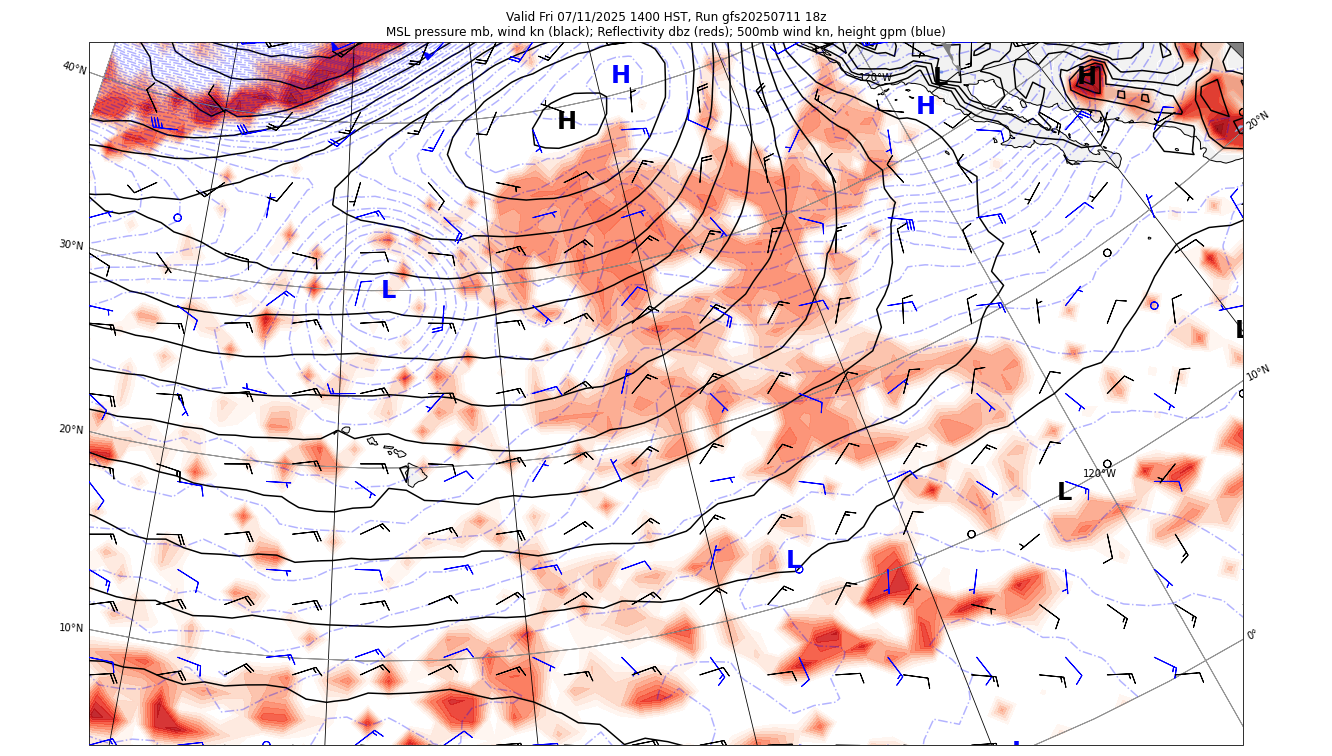 Valid Fri 07/11/2025 1400 HST, Run gfs20250711 18z
MSL pressure mb, wind kn (black); Reflectivity dbz (reds); 500mb wind kn, height gpm (blue)
40°N
H
120°W
L
H
H
H
20°N
30°N
L
L
10°N
20°N
120°W
L
L
10°N
0°